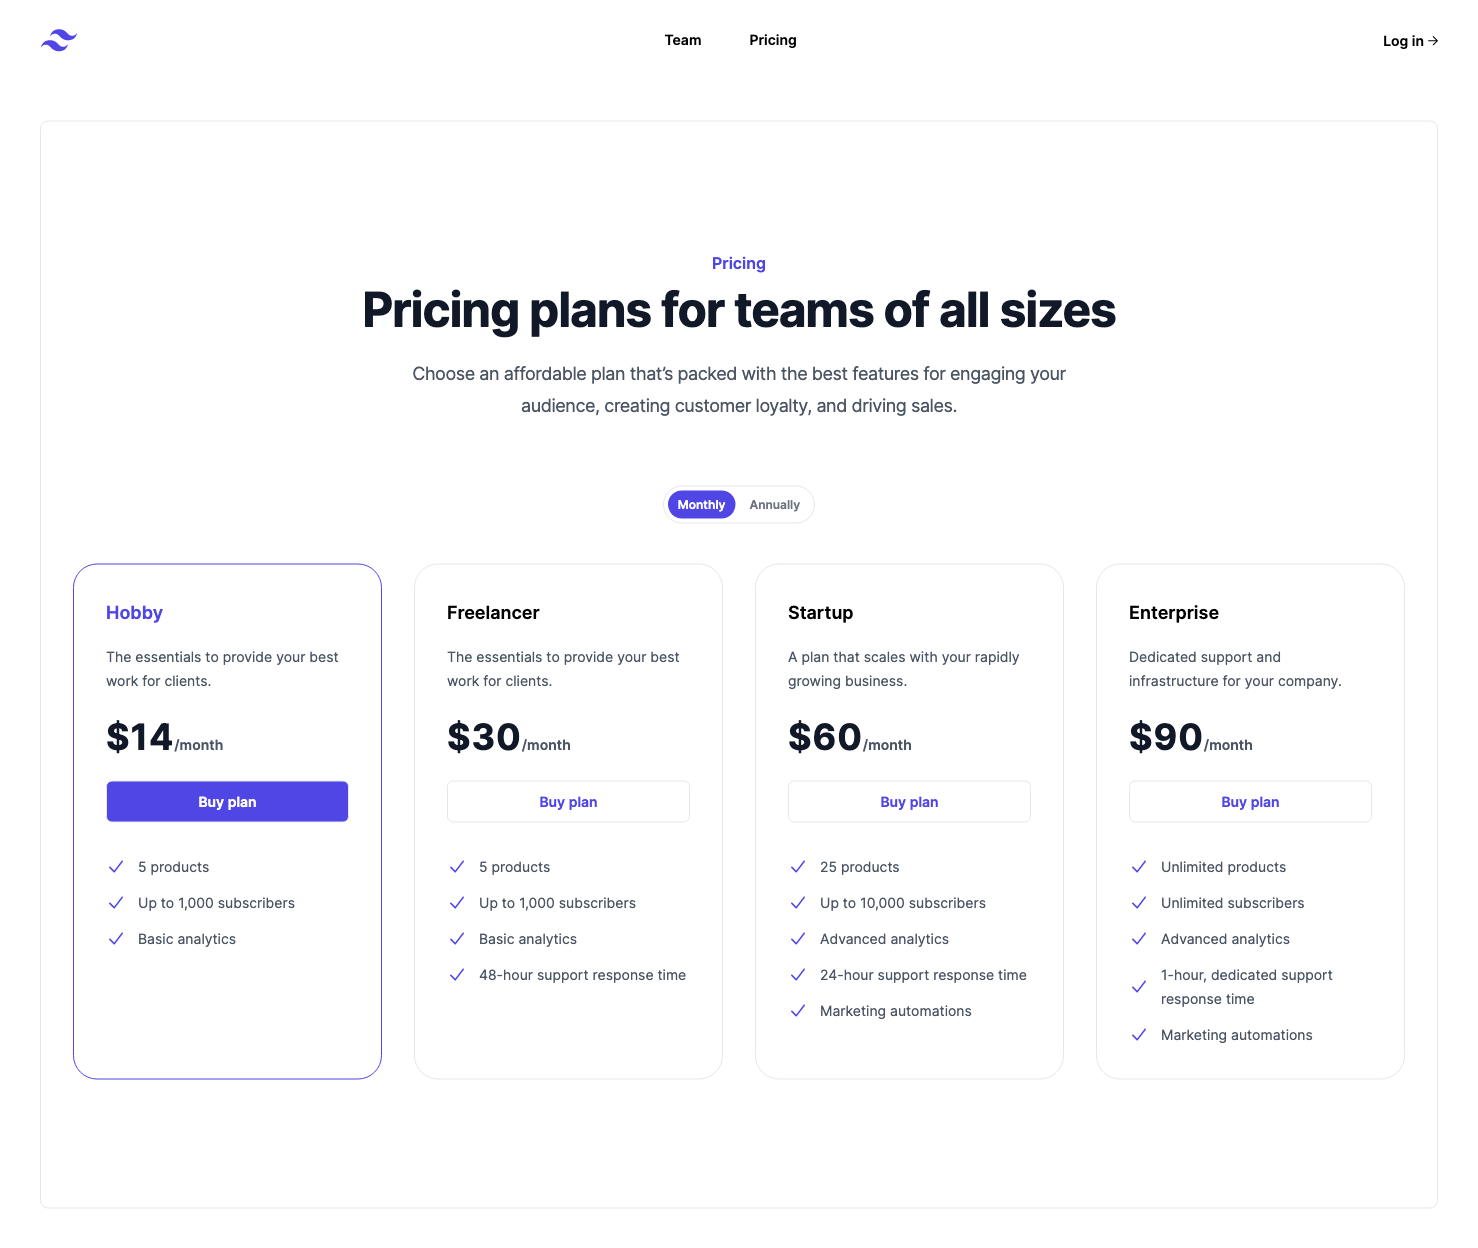 Team
Pricing
Log in →
Pricing
Pricing plans for teams of all sizes
Choose an affordable plan that’s packed with the best features for engaging your
audience, creating customer loyalty, and driving sales.
Monthly
Annually
Hobby
The essentials to provide your best
work for clients.
$14/month
Buy plan
5 products
Up to 1,000 subscribers
Basic analytics
Freelancer
The essentials to provide your best
work for clients.
$30/month
Buy plan
5 products
Up to 1,000 subscribers
Basic analytics
48-hour support response time
Startup
A plan that scales with your rapidly
growing business.
$60/month
Buy plan
25 products
Up to 10,000 subscribers
Advanced analytics
24-hour support response time
Marketing automations
Enterprise
Dedicated support and
infrastructure for your company.
$90/month
Buy plan
Unlimited products
Unlimited subscribers
Advanced analytics
1-hour, dedicated support
response time
Marketing automations